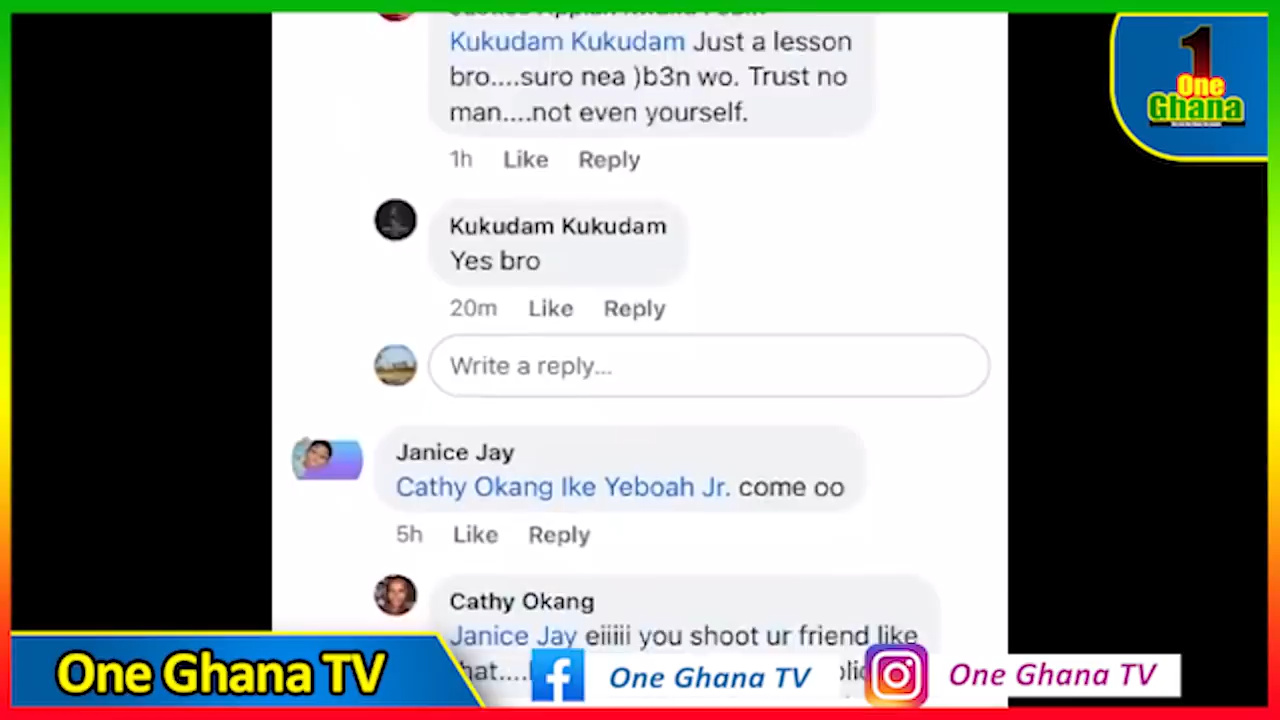 Kukudam Kukudam Just a lesson
bro....suro nea )b3n wo. Trust no
man....not even yourself.
1h Like Reply
Kukudam Kukudam
Yes bro
20m Like Reply
Write a reply...
Janice Jay
Cathy Okang Ike Yeboah Jr. come oo
5h Like Reply
Cathy Okang
Janice Jay eiiiii you shoot ur friend like
1
One
Ghana
One Ghana TV
One Ghana TV
One Ghana TV